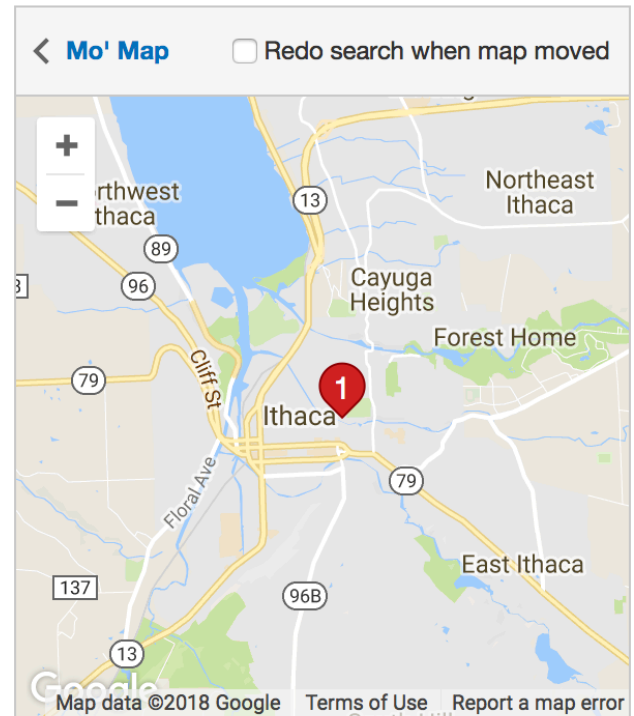 Mo' Map
Redo search when map moved
13
Northeast
Ithaca
rthwest
thaca
89
96
Cayuga
Heights
Forest Home
Cliff St
79
1
Ithaca
79
Floral Ave
East Ithaca
137
96B
13
Google
Map data ©2018 Google
Terms of Use
Report a map error